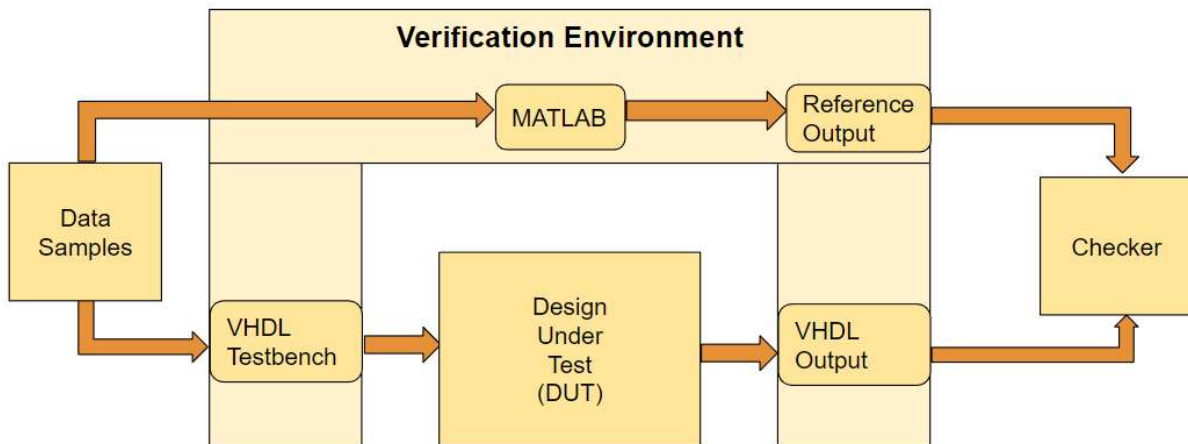 Verification Environment
MATLAB
Reference
Output
Data
Samples
Checker
VHDL
Testbench
Design
Under
Test
(DUT)
VHDL
Output